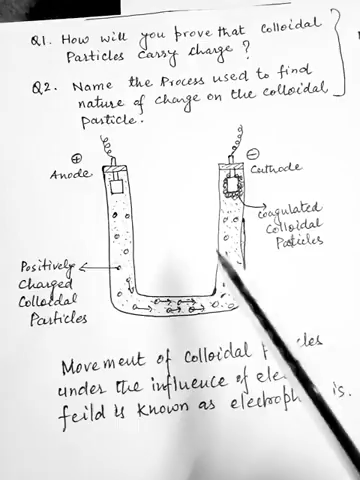 Q1. How will you prove that colloidal
Particles carry charge?
Q2. Name the Process used to find
nature of charge on the colloidal
particle.
+
Anode
−
Cathode
coagulated
Colloidal
Particles
Positively
Charged
Colloidal
Particles
Movement of colloidal
under the influence of
feild is known as